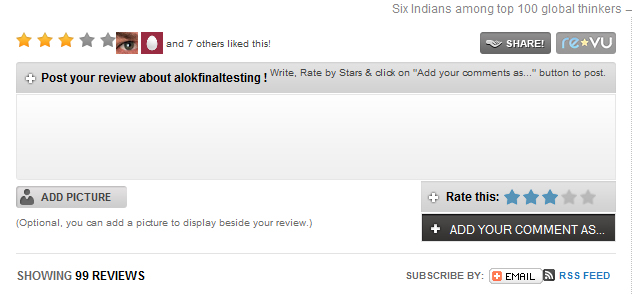 Six Indians among top 100 global thinkers –
and 7 others liked this!
SHARE!
re★VU
Post your review about alokfinaltesting ! Write, Rate by Stars & click on "Add your comments as..." button to post.
ADD PICTURE
Rate this:
(Optional, you can add a picture to display beside your review.)
ADD YOUR COMMENT AS...
SHOWING 99 REVIEWS
SUBSCRIBE BY: EMAIL RSS FEED